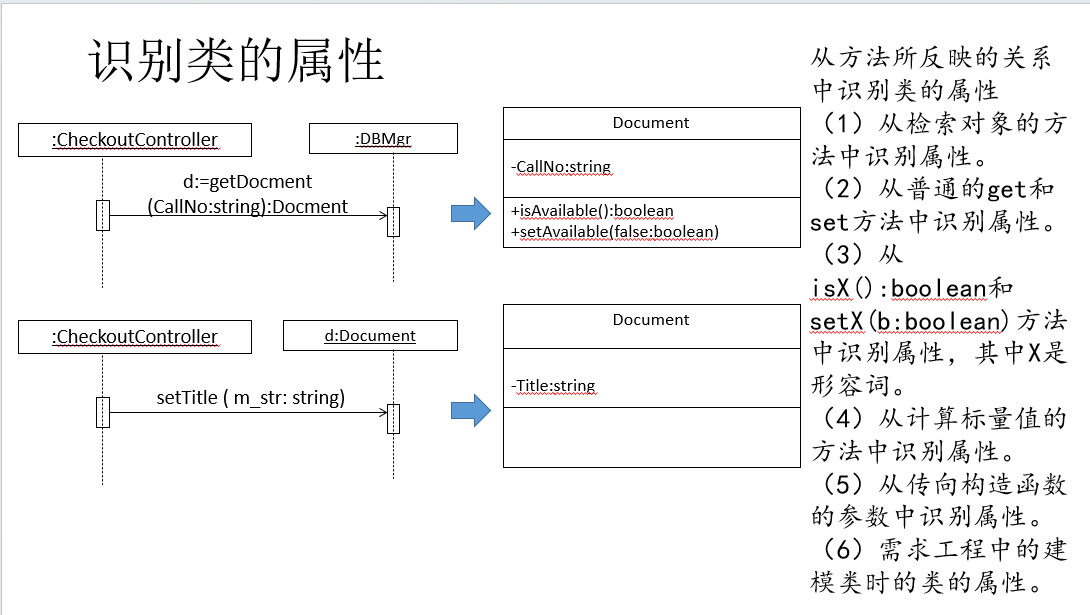 识别类的属性
:CheckoutController
:DBMgr
d:=getDocment
(CallNo:string):Docment
Document
-CallNo:string
+isAvailable():boolean
+setAvailable(false:boolean)
:CheckoutController
d:Document
setTitle ( m_str: string)
Document
-Title:string
从方法所反映的关系
中识别类的属性
（1）从检索对象的方
法中识别属性。
（2）从普通的get和
set方法中识别属性。
（3）从
isX():boolean和
setX(b:boolean)方法
中识别属性，其中X是
形容词。
（4）从计算标量值的
方法中识别属性。
（5）从传向构造函数
的参数中识别属性。
（6）需求工程中的建
模类时的类的属性。